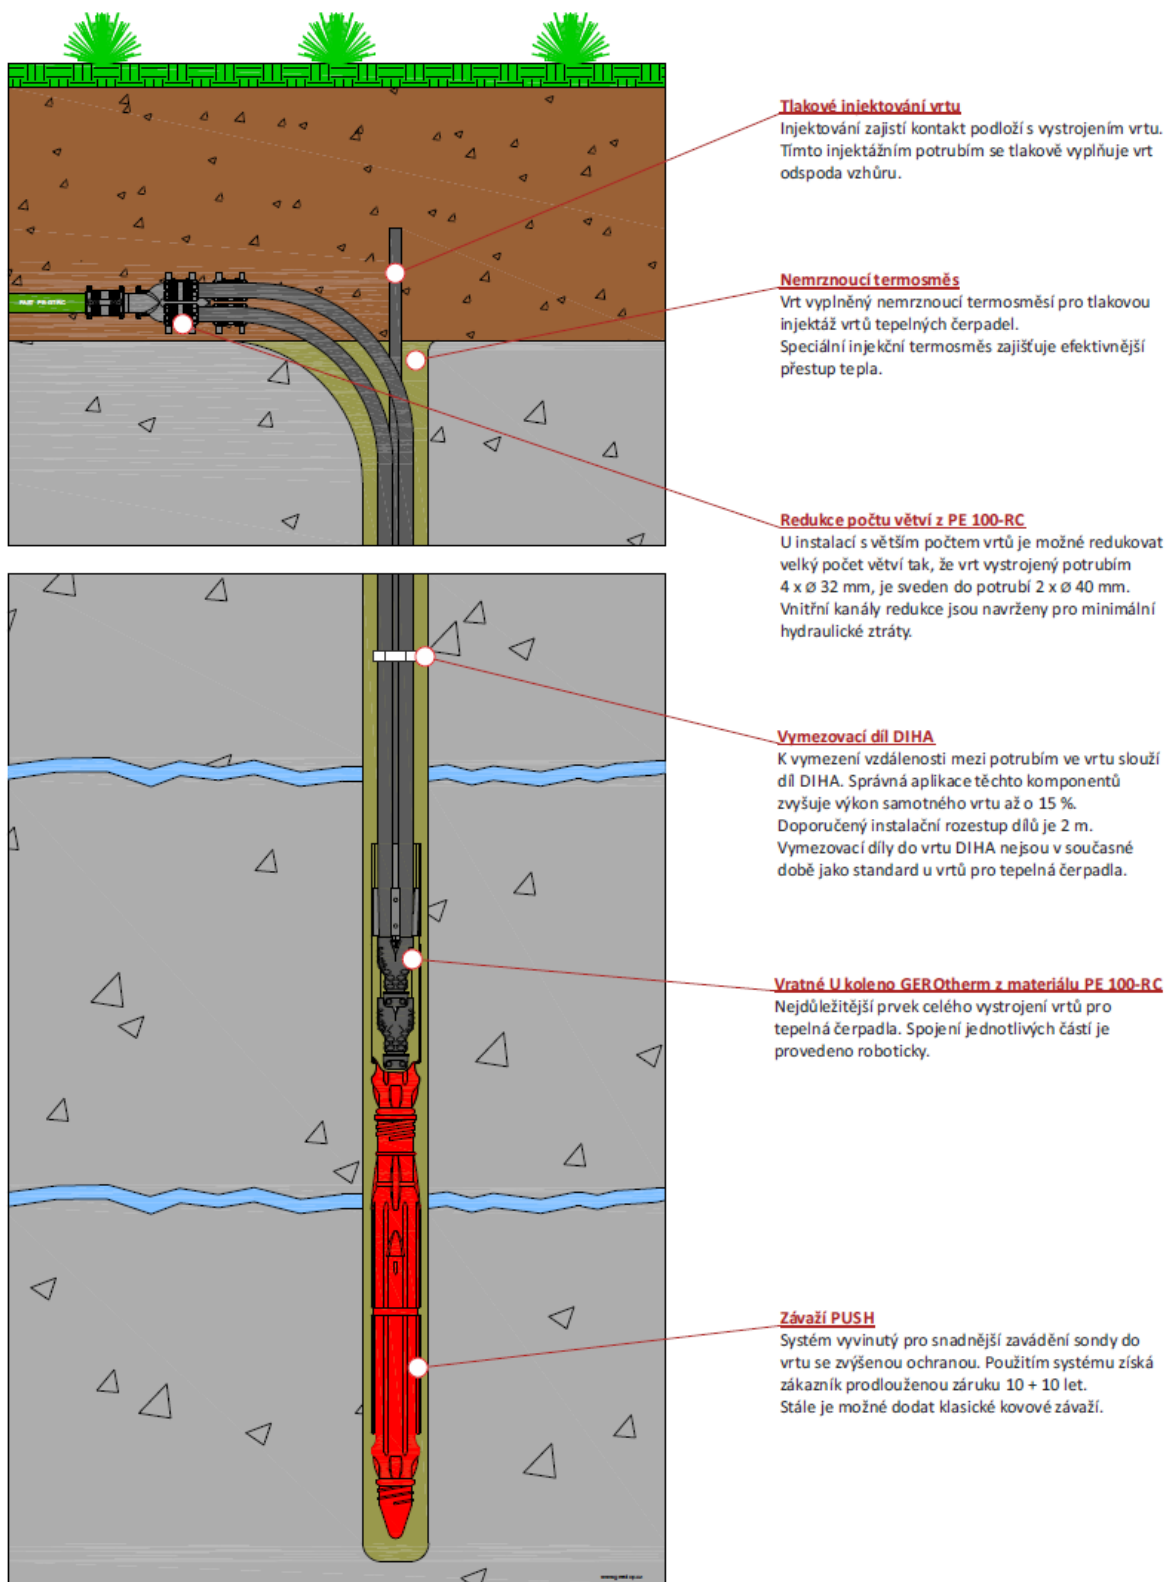 Tlakové injektování vrtu
Injektování zajistí kontakt podloží s vystrojením vrtu.
Tímto injektážním potrubím se tlakově vyplňuje vrt
odspoda vzhůru.
Nemrznoucí termosměs
Vrt vyplněný nemrznoucí termosměsí pro tlakovou
injektáž vrtů tepelných čerpadel.
Speciální injekční termosměs zajišťuje efektivnější
přestup tepla.
Redukce počtu větví z PE 100-RC
U instalací s větším počtem vrtů je možné redukovat
velký počet větví tak, že vrt vystrojený potrubím
4 x Ø 32 mm, je sveden do potrubí 2 x Ø 40 mm.
Vnitřní kanály redukce jsou navrženy pro minimální
hydraulické ztráty.
Vymezovací díl DIHA
K vymezení vzdálenosti mezi potrubím ve vrtu slouží
díl DIHA. Správná aplikace těchto komponentů
zvyšuje výkon samotného vrtu až o 15 %.
Doporučený instalační rozestup dílů je 2 m.
Vymezovací díly do vrtu DIHA nejsou v současné
době jako standard u vrtů pro tepelná čerpadla.
Vratné U koleno GEROtherm z materiálu PE 100-RC
Nejdůležitější prvek celého vystrojení vrtů pro
tepelná čerpadla. Spojení jednotlivých částí je
provedeno roboticky.
Závaží PUSH
Systém vyvinutý pro snadnější zavádění sondy do
vrtu se zvýšenou ochranou. Použitím systému získá
zákazník prodlouženou záruku 10 + 10 let.
Stále je možné dodat klasické kovové závaží.